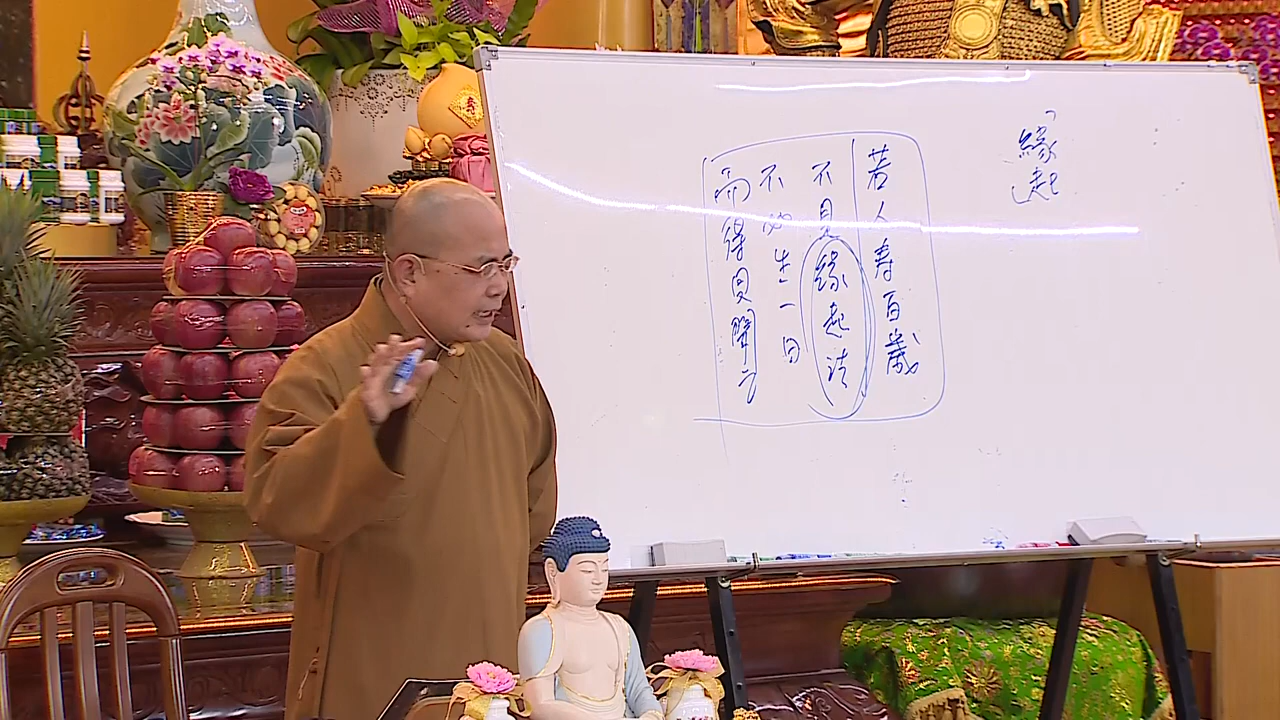 「緣起」
若人壽百歲
不見緣起法
不如生一日
而得見解了